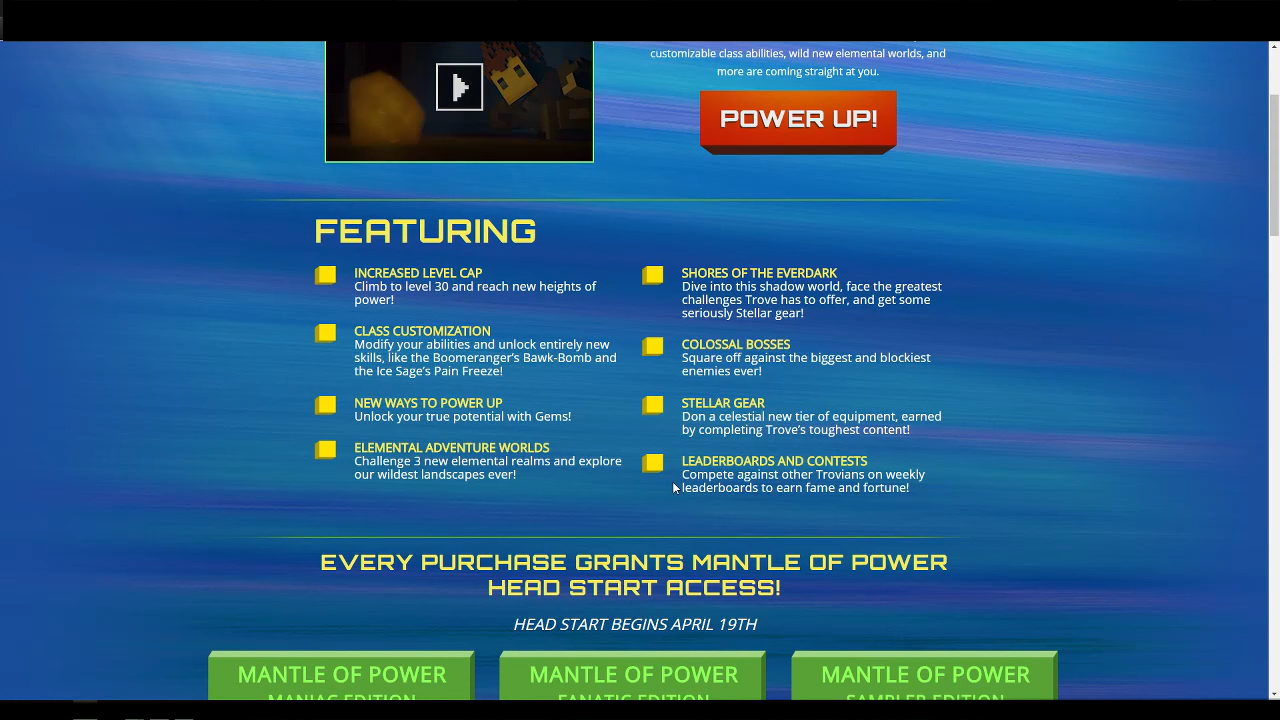 customizable class abilities, wild new elemental worlds, and
more are coming straight at you.
POWER UP!
FEATURING
INCREASED LEVEL CAP
Climb to level 30 and reach new heights of
power!
CLASS CUSTOMIZATION
Modify your abilities and unlock entirely new
skills, like the Boomeranger's Bawk-Bomb and
the Ice Sage's Pain Freeze!
NEW WAYS TO POWER UP
Unlock your true potential with Gems!
ELEMENTAL ADVENTURE WORLDS
Challenge 3 new elemental realms and explore
our wildest landscapes ever!
SHORES OF THE EVERDARK
Dive into this shadow world, face the greatest
challenges Trove has to offer, and get some
seriously Stellar gear!
COLOSSAL BOSSES
Square off against the biggest and blockiest
enemies ever!
STELLAR GEAR
Don a celestial new tier of equipment, earned
by completing Trove's toughest content!
LEADERBOARDS AND CONTESTS
Compete against other Trovians on weekly
leaderboards to earn fame and fortune!
EVERY PURCHASE GRANTS MANTLE OF POWER
HEAD START ACCESS!
HEAD START BEGINS APRIL 19TH
MANTLE OF POWER
MANIAC EDITION
MANTLE OF POWER
FANATIC EDITION
MANTLE OF POWER
SAMPLER EDITION